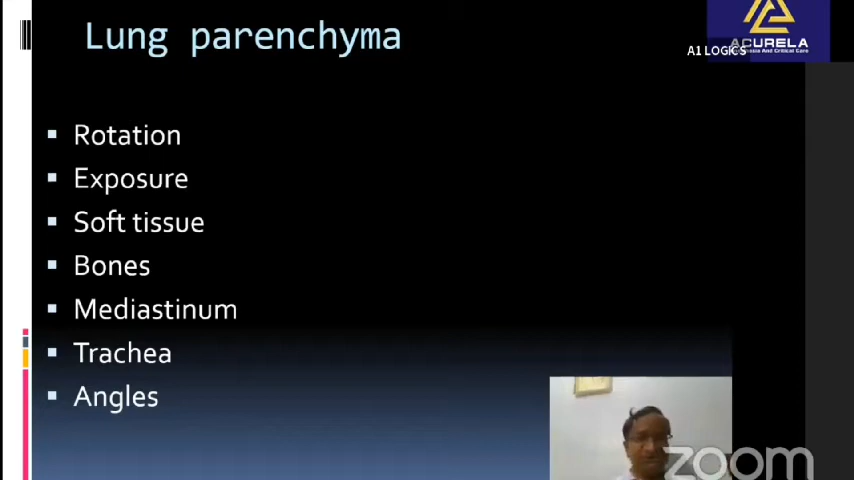 Lung parenchyma
A1 LOGICS
ACURELA
Rotation
Exposure
Soft tissue
Bones
Mediastinum
Trachea
Angles
zoom